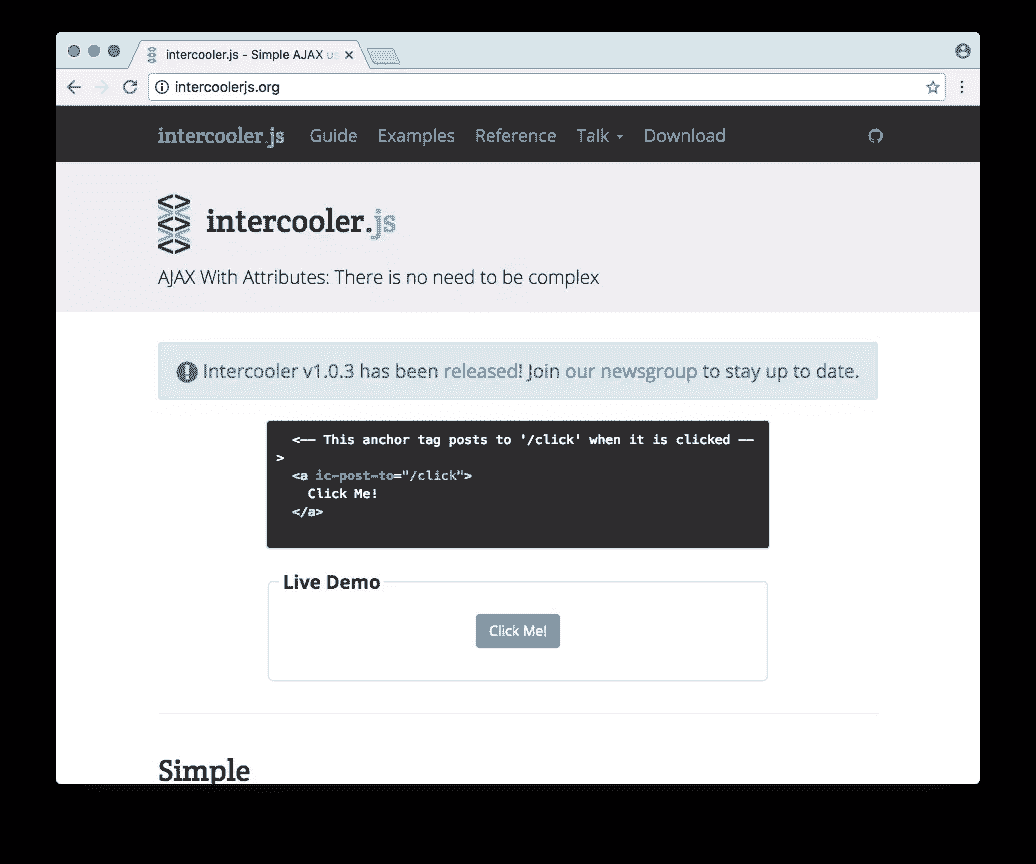 intercooler.js - Simple AJAX us
intercoolerjs.org
intercooler.js Guide Examples Reference Talk Download
intercooler.js
AJAX With Attributes: There is no need to be complex
Intercooler v1.0.3 has been released! Join our newsgroup to stay up to date.
<-- This anchor tag posts to '/click' when it is clicked --
>
<a ic-post-to="/click">
Click Me!
</a>
Live Demo
Click Me!
Simple